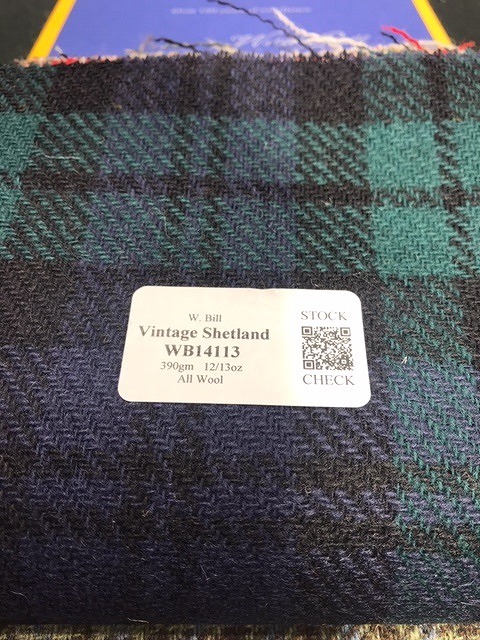 W. Bill
Vintage Shetland
WB14113
390gm 12/13oz
All Wool
STOCK
CHECK